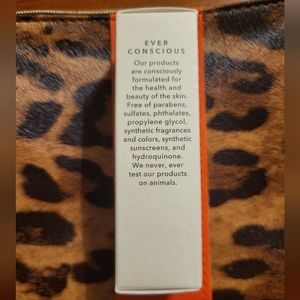 EVER
CONSCIOUS
Our products
are consciously
formulated for
the health and
beauty of the skin.
Free of parabens,
sulfates, phthalates,
propylene glycol,
synthetic fragrances
and colors, synthetic
sunscreens, and
hydroquinone.
We never, ever
test our products
on animals.